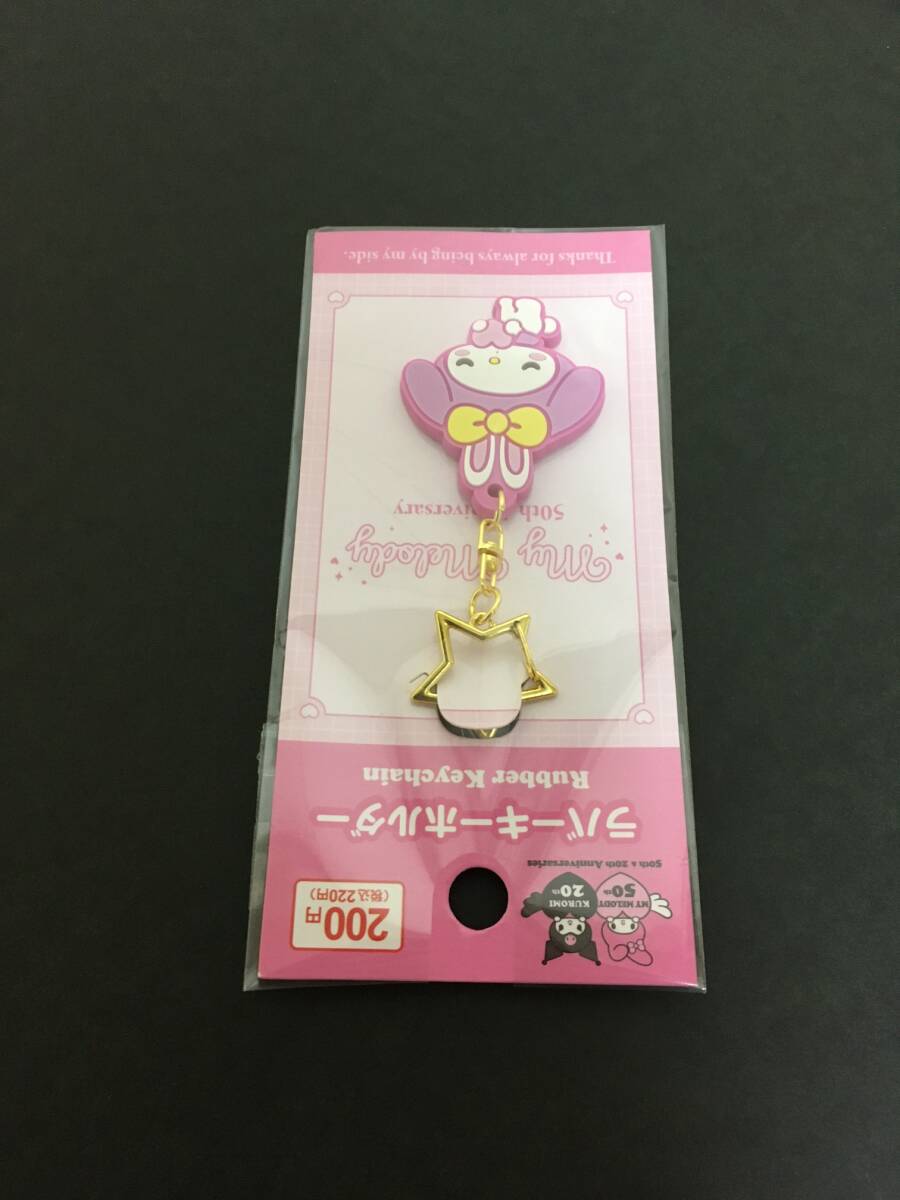 50th & 20th Anniversaries
MY MELODY
50th
KUROMI
20th
200円
(税込220円)
ラバーキーホルダー
Rubber Keychain
My Melody
50th Anniversary
Thanks for always being by my side.